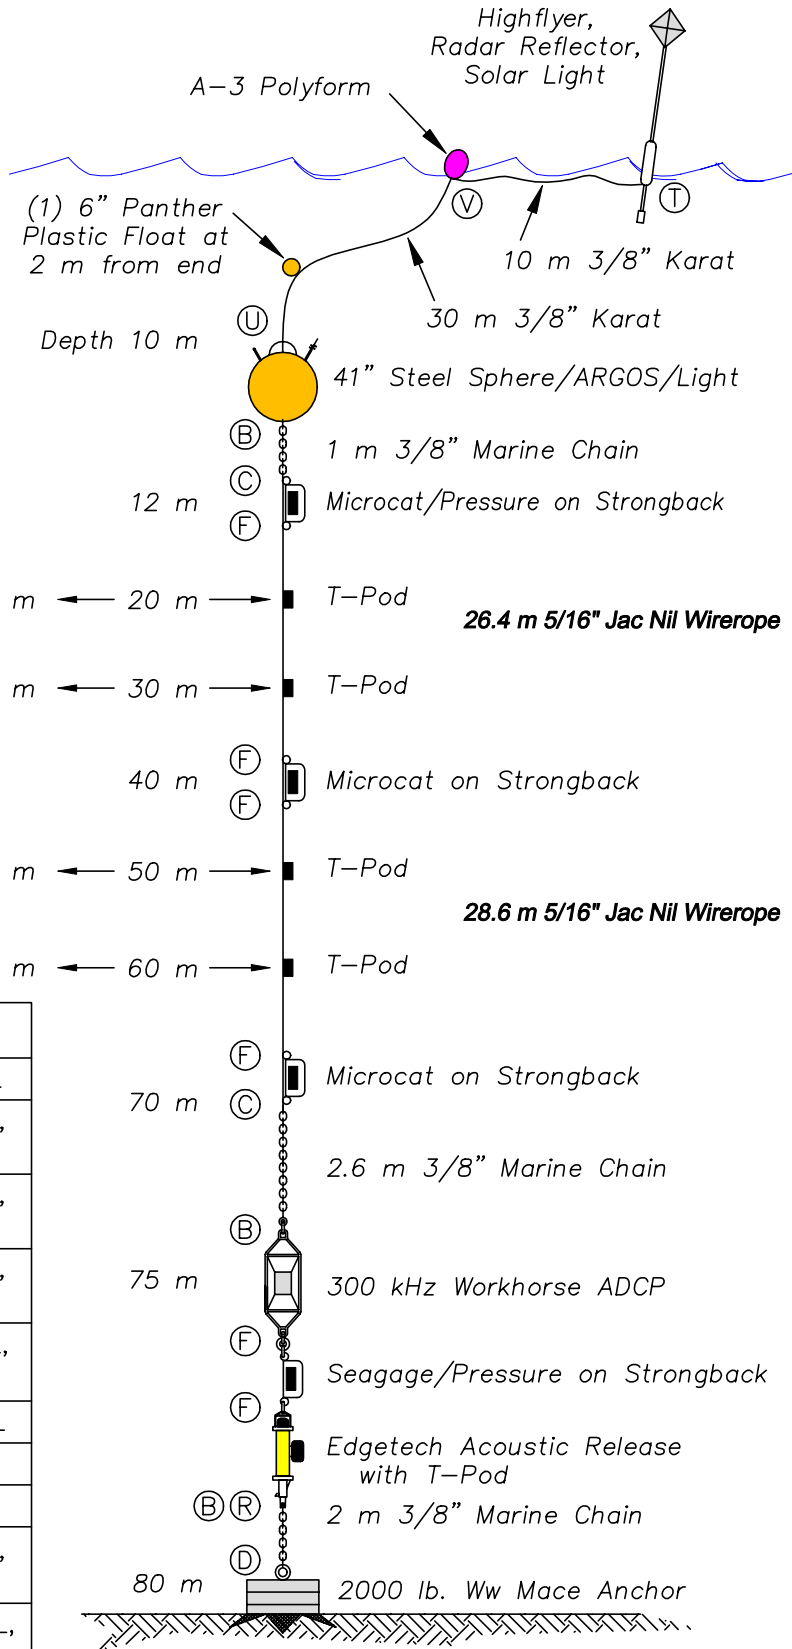 Highflyer,
Radar Reflector,
Solar Light
A-3 Polyform
(1) 6" Panther
Plastic Float at
2 m from end
V
T
10 m 3/8" Karat
30 m 3/8" Karat
U
Depth 10 m
41" Steel Sphere/ARGOS/Light
B
1 m 3/8" Marine Chain
C
12 m
Microcat/Pressure on Strongback
F
m
20 m
T-Pod
26.4 m 5/16" Jac Nil Wirerope
m
30 m
T-Pod
F
40 m
Microcat on Strongback
F
m
50 m
T-Pod
28.6 m 5/16" Jac Nil Wirerope
m
60 m
T-Pod
F
Microcat on Strongback
70 m
C
2.6 m 3/8" Marine Chain
B
75 m
300 kHz Workhorse ADCP
F
Seagage/Pressure on Strongback
F
Edgetech Acoustic Release
with T-Pod
B R
2 m 3/8" Marine Chain
D
80 m
2000 lb. Ww Mace Anchor